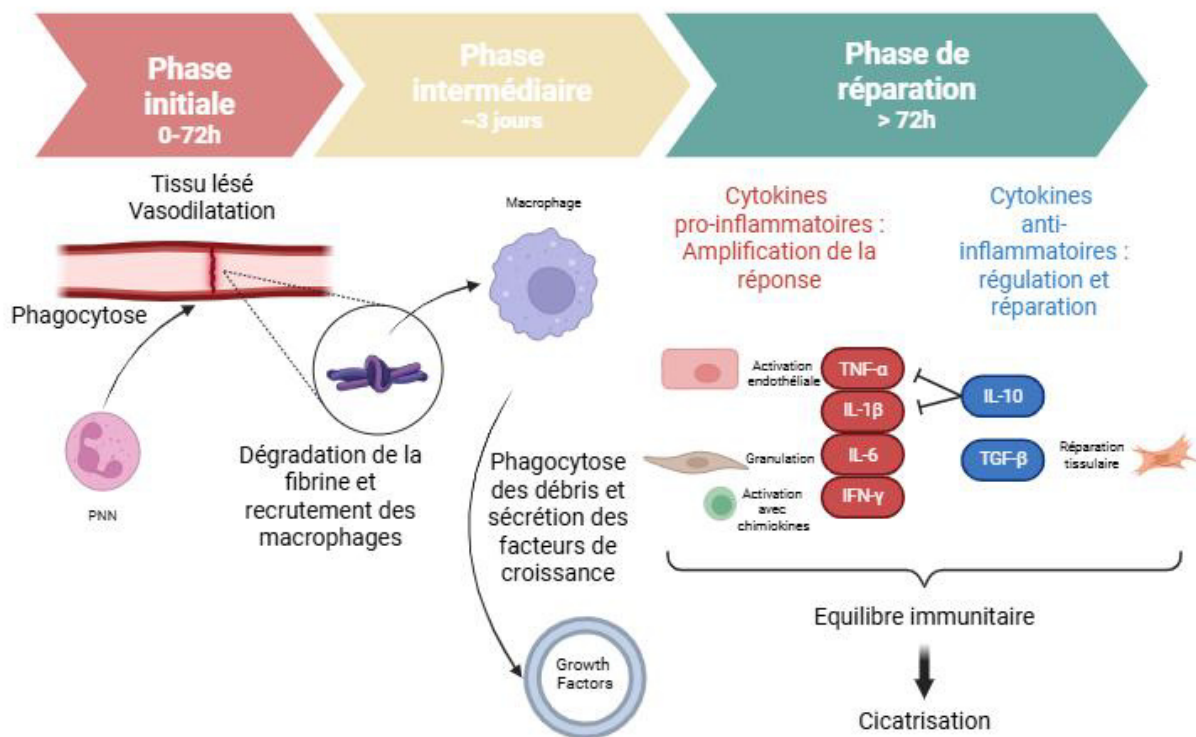 Phase
initiale
0-72h
Phase
intermédiaire
~3 jours
Phase de
réparation
> 72h
Tissu lésé
Vasodilatation
Phagocytose
PNN
Dégradation de la
fibrine et
recrutement des
macrophages
Macrophage
Phagocytose
des débris et
sécrétion des
facteurs de
croissance
Growth
Factors
Cytokines
pro-inflammatoires :
Amplification de la
réponse
Cytokines
anti-
inflammatoires :
régulation et
réparation
Activation
endothéliale
TNF-α
IL-1β
IL-10
Granulation
IL-6
TGF-β
Réparation
tissulaire
Activation
avec
chimiokines
IFN-γ
Equilibre immunitaire
Cicatrisation